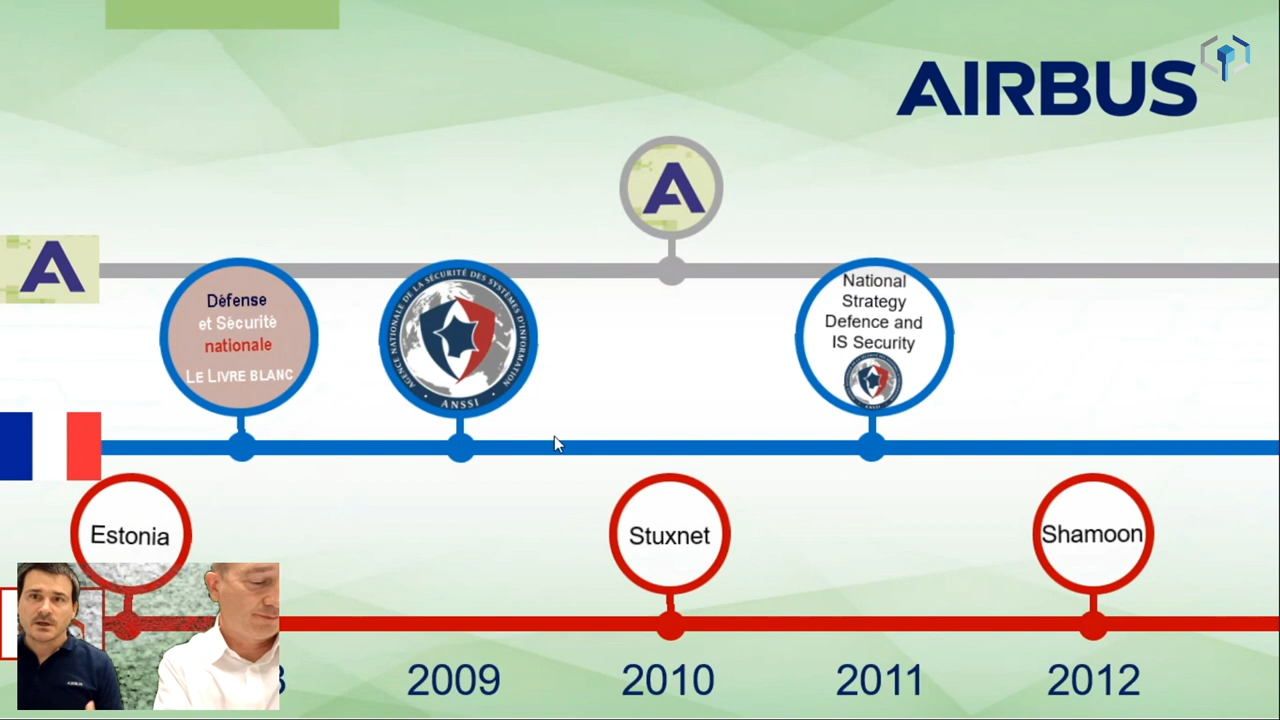 AIRBUS
A
A
Défense
et Sécurité
nationale
LE LIVRE BLANC
AGENCE NATIONALE DE LA SÉCURITÉ DES SYSTÈMES D'INFORMATION
• ANSSI •
National
Strategy
Defence and
IS Security
Estonia
Stuxnet
Shamoon
2009
2010
2011
2012